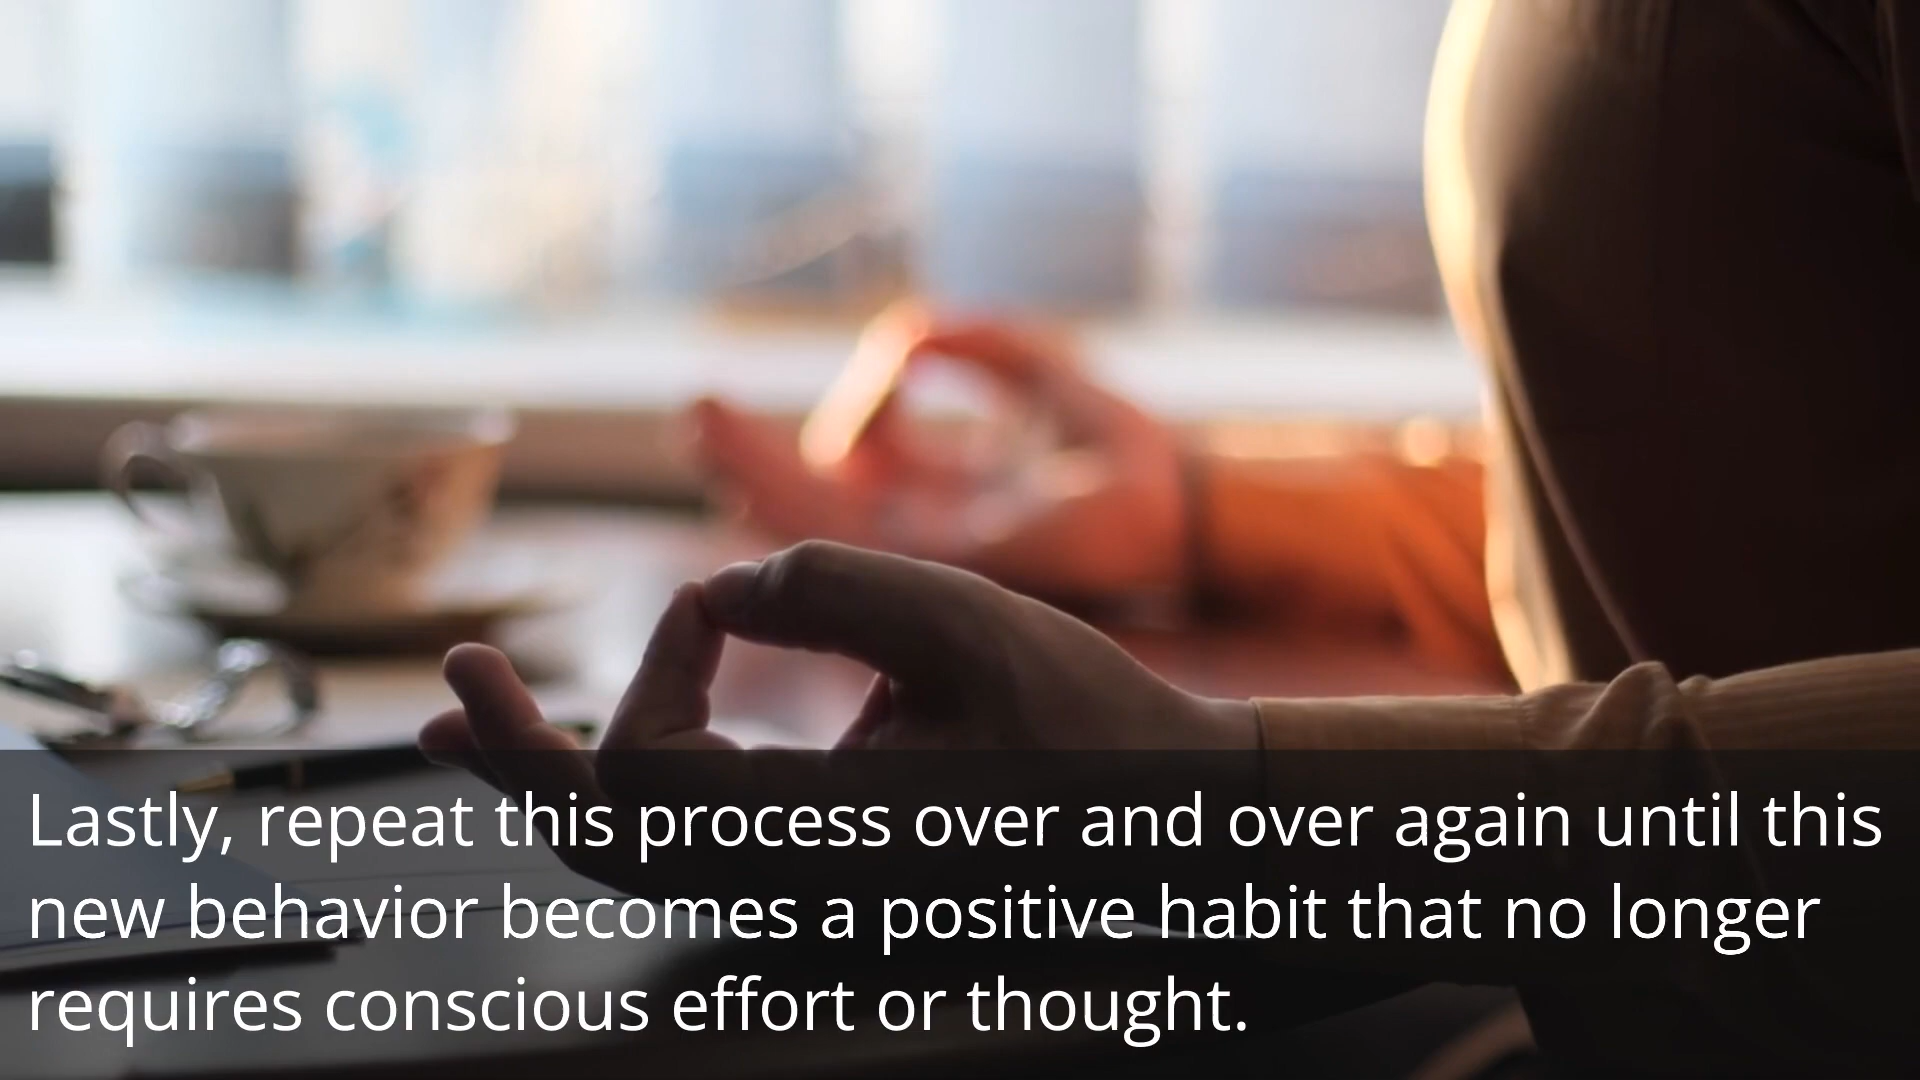 Lastly, repeat this process over and over again until this
new behavior becomes a positive habit that no longer
requires conscious effort or thought.